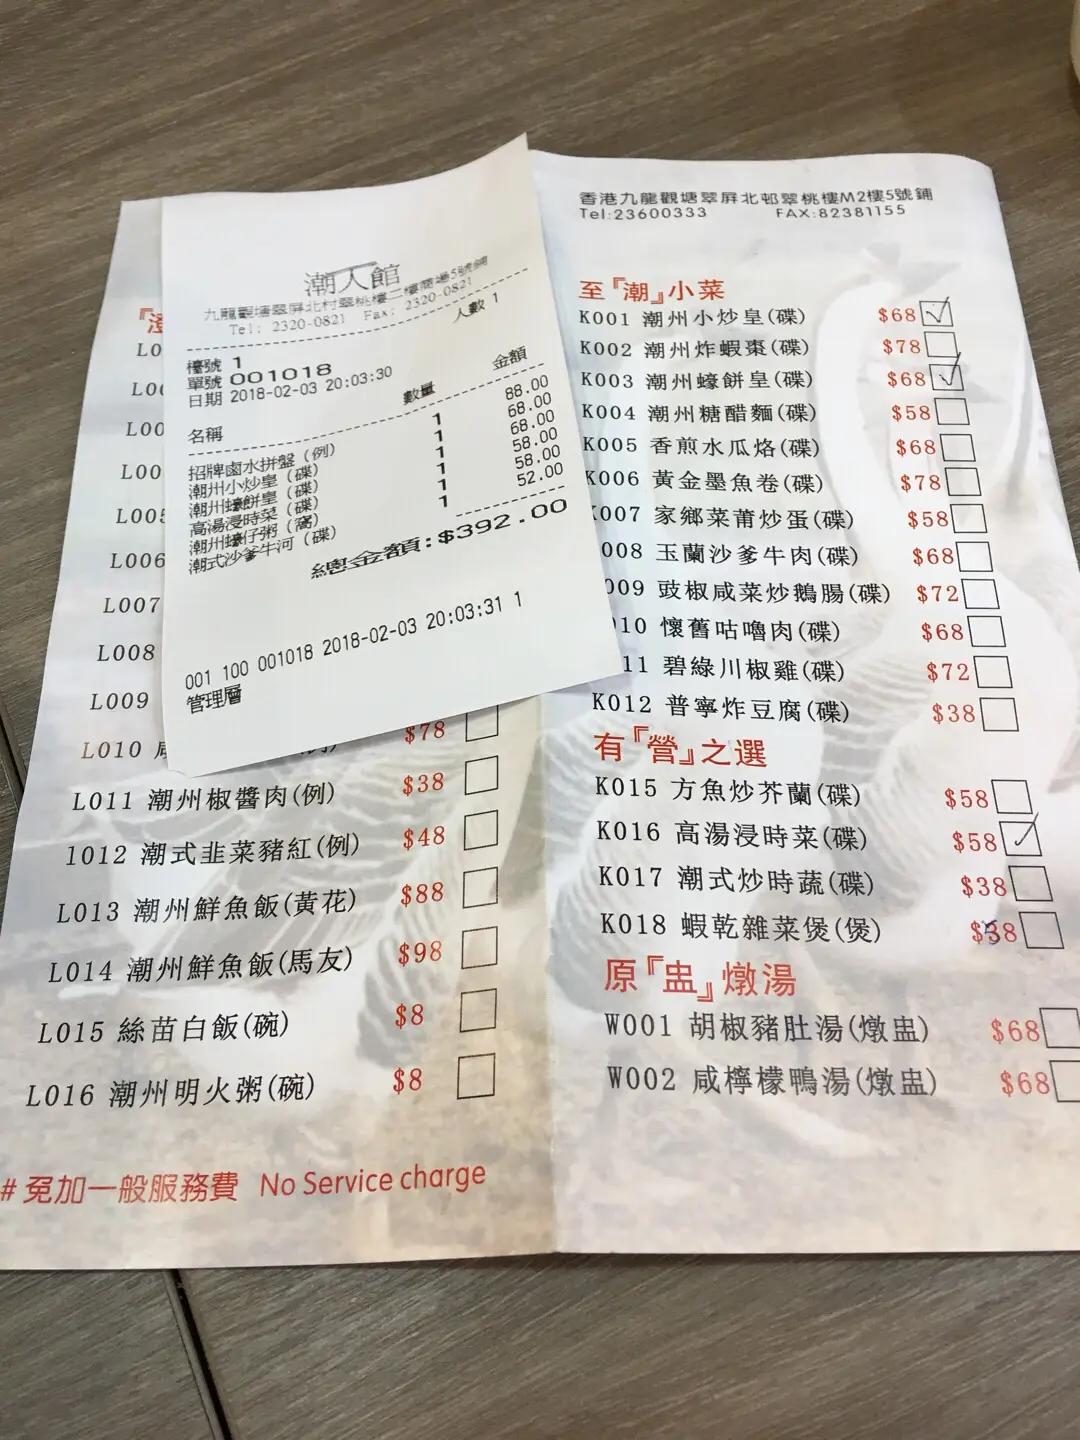 潮人館
九龍觀塘翠屏北村翠桃樓二樓商場5號鋪
Tel: 2320-0821 Fax: 2320-0821
檯號 1 人數 1
單號 001018
日期 2018-02-03 20:03:30
名稱 數量 金額
招牌鹵水拼盤（例） 1 88.00
潮州小炒皇（碟） 1 68.00
潮州蠔餅皇（碟） 1 68.00
高湯浸時菜（碟） 1 58.00
潮州蠔仔粥（窩） 1 58.00
潮式沙爹牛河（碟） 1 52.00
總金額:$392.00
001 100 001018 2018-02-03 20:03:31 1
管理層
L005
L006
L007
L008
L009
L010 $78
L011 潮州椒醬肉(例) $38
1012 潮式韭菜豬紅(例) $48
L013 潮州鮮魚飯(黃花) $88
L014 潮州鮮魚飯(馬友) $98
L015 絲苗白飯(碗) $8
L016 潮州明火粥(碗) $8
#免加一般服務費 No Service charge
香港九龍觀塘翠屏北邨翠桃樓M2樓5號鋪
Tel:23600333 FAX:82381155
至『潮』小菜
K001 潮州小炒皇(碟) $68
K002 潮州炸蝦棗(碟) $78
K003 潮州蠔餅皇(碟) $68
K004 潮州糖醋麵(碟) $58
K005 香煎水瓜烙(碟) $68
K006 黃金墨魚卷(碟) $78
K007 家鄉菜莆炒蛋(碟) $58
008 玉蘭沙爹牛肉(碟) $68
009 豉椒咸菜炒鵝腸(碟) $72
10 懷舊咕嚕肉(碟) $68
11 碧綠川椒雞(碟) $72
K012 普寧炸豆腐(碟) $38
有『營』之選
K015 方魚炒芥蘭(碟) $58
K016 高湯浸時菜(碟) $58
K017 潮式炒時蔬(碟) $38
K018 蝦乾雜菜煲(煲) $58
原『盅』燉湯
W001 胡椒豬肚湯(燉盅) $68
W002 咸檸檬鴨湯(燉盅) $68